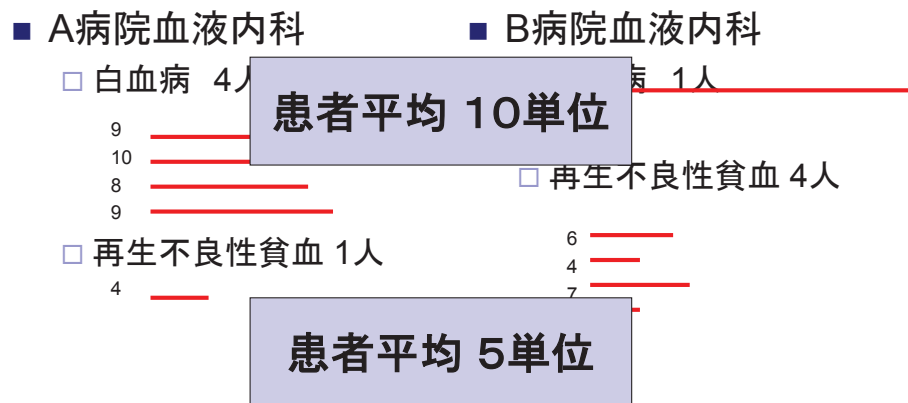 A病院血液内科
白血病 4人
9
10
8
9
再生不良性貧血 1人
4
B病院血液内科
病 1人
再生不良性貧血 4人
6
4
7
患者平均 10単位
患者平均 5単位